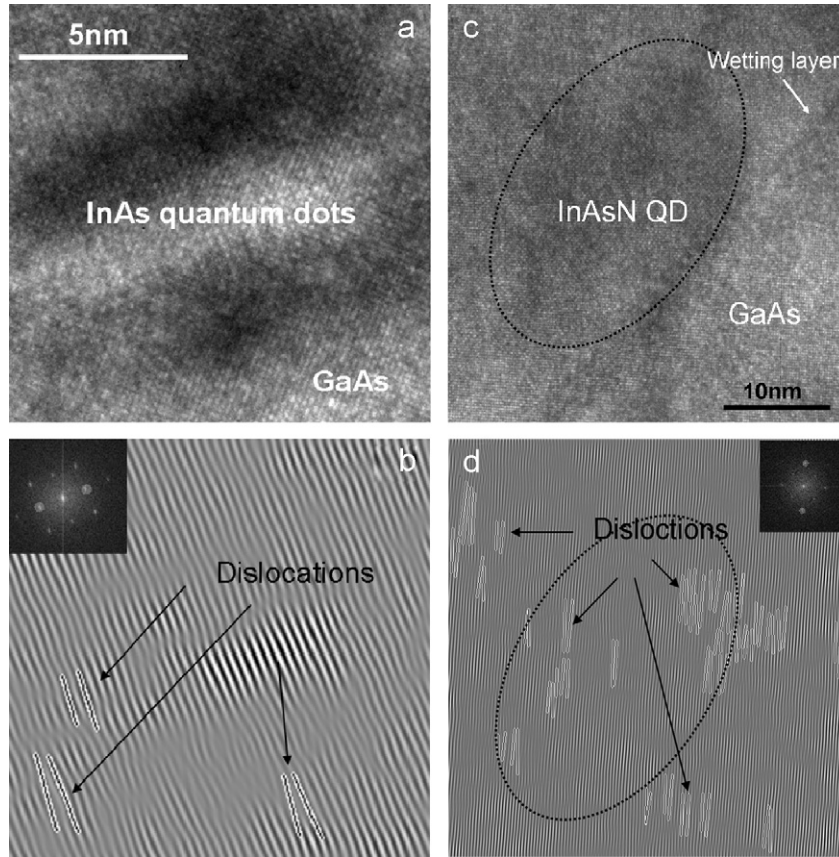 5nm
a
InAs quantum dots
GaAs
c
Wetting layer
InAsN QD
GaAs
10nm
b
Dislocations
d
Disloctions